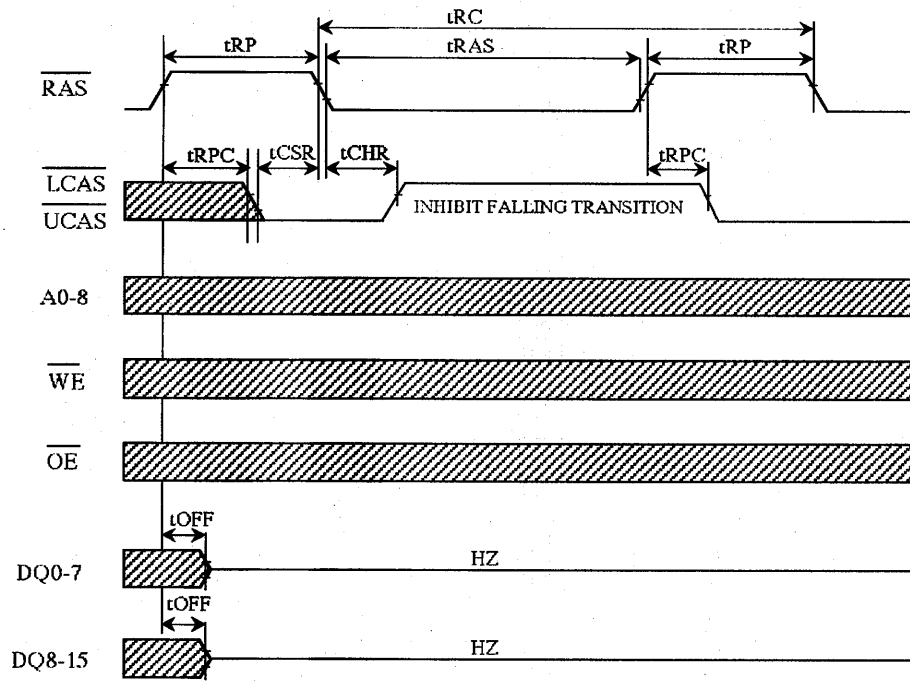 tRC
tRP tRAS tRP
RAS
tRPC tCSR tCHR tRPC
LCAS
UCAS
INHIBIT FALLING TRANSITION
A0-8
WE
OE
tOFF
DQ0-7 HZ
tOFF
DQ8-15 HZ